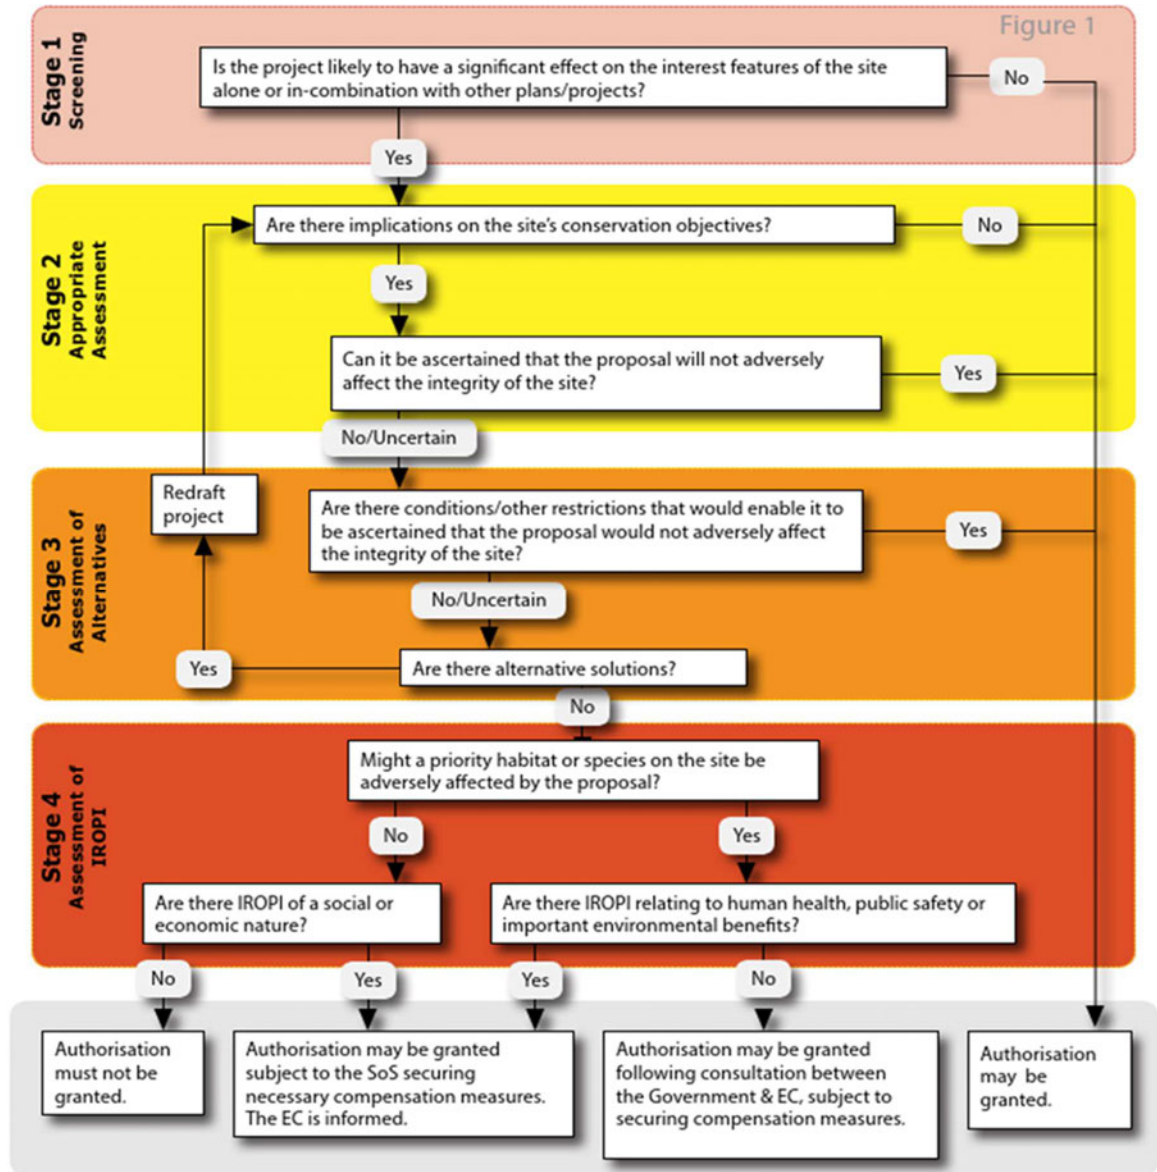 Figure 1
Stage 1
Screening
Is the project likely to have a significant effect on the interest features of the site
alone or in-combination with other plans/projects?
No
Yes
Stage 2
Appropriate
Assessment
Are there implications on the site's conservation objectives?
No
Yes
Can it be ascertained that the proposal will not adversely
affect the integrity of the site?
Yes
No/Uncertain
Stage 3
Assessment of
Alternatives
Redraft
project
Are there conditions/other restrictions that would enable it to
be ascertained that the proposal would not adversely affect
the integrity of the site?
Yes
No/Uncertain
Are there alternative solutions?
Yes
No
Stage 4
Assessment of
IROPI
Might a priority habitat or species on the site be
adversely affected by the proposal?
No
Yes
Are there IROPI of a social or
economic nature?
Are there IROPI relating to human health, public safety or
important environmental benefits?
No
Yes
Yes
No
Authorisation
must not be
granted.
Authorisation may be granted
subject to the SoS securing
necessary compensation measures.
The EC is informed.
Authorisation may be granted
following consultation between
the Government & EC, subject to
securing compensation measures.
Authorisation
may be
granted.